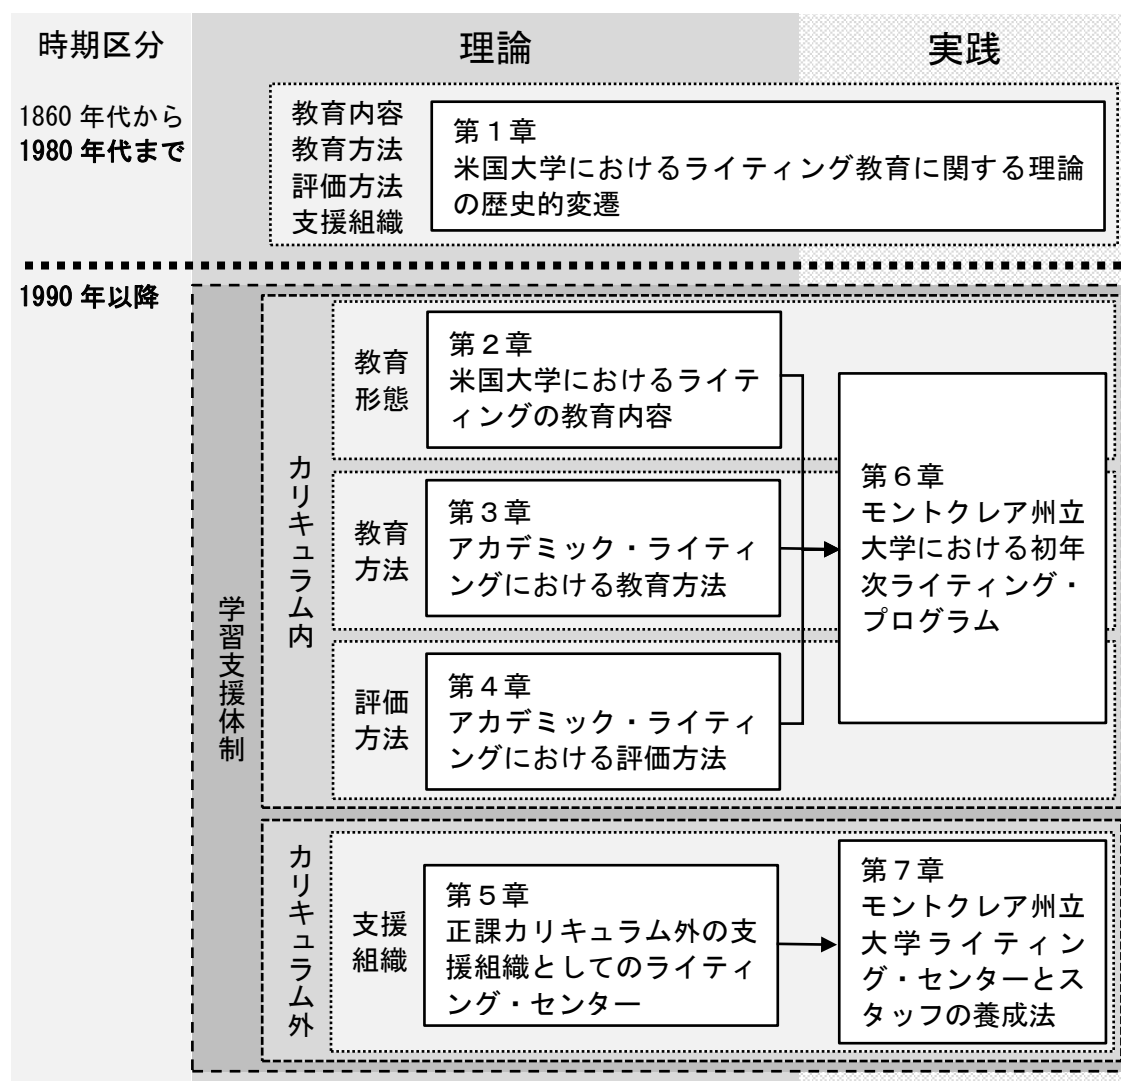 時期区分
理論
実践
1860 年代から
1980 年代まで
教育内容
教育方法
評価方法
支援組織
第１章
米国大学におけるライティング教育に関する理論
の歴史的変遷
1990 年以降
学習支援体制
カリキュラム内
教育
形態
第２章
米国大学におけるライテ
ィングの教育内容
教育
方法
第３章
アカデミック・ライティ
ングにおける教育方法
評価
方法
第４章
アカデミック・ライティ
ングにおける評価方法
第６章
モントクレア州立
大学における初年
次ライティング・
プログラム
カリキュラム外
支援
組織
第５章
正課カリキュラム外の支
援組織としてのライティ
ング・センター
第７章
モントクレア州立
大学ライティン
グ・センターとス
タッフの養成法